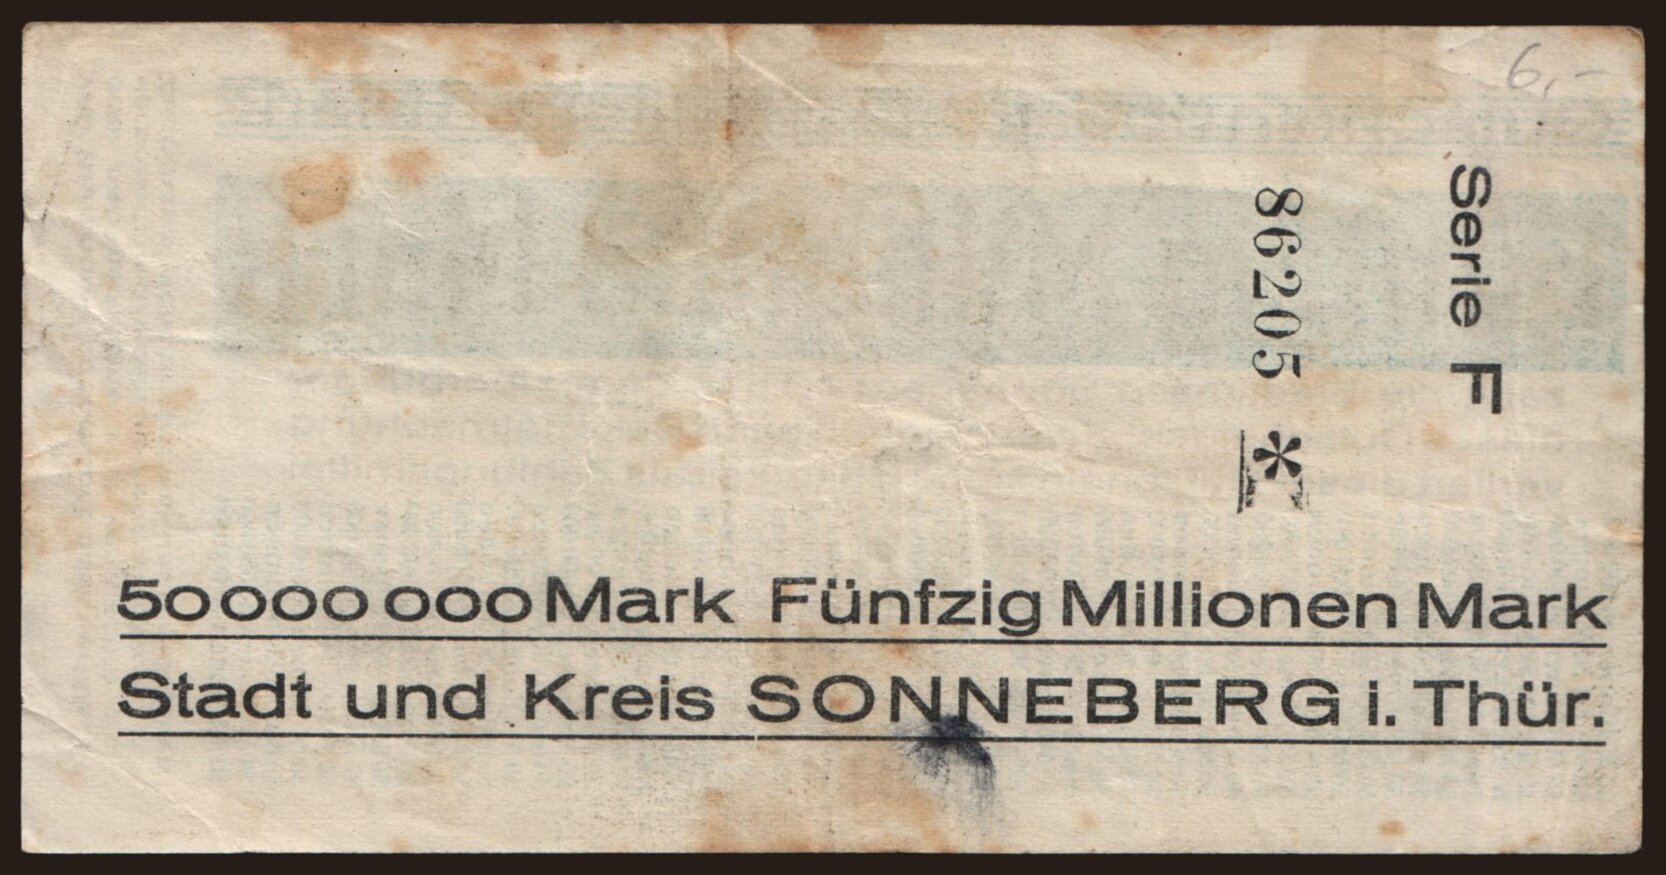 6,-
Serie F
86205 *
50000000 Mark Fünfzig Millionen Mark
Stadt und Kreis SONNEBERG i. Thür.